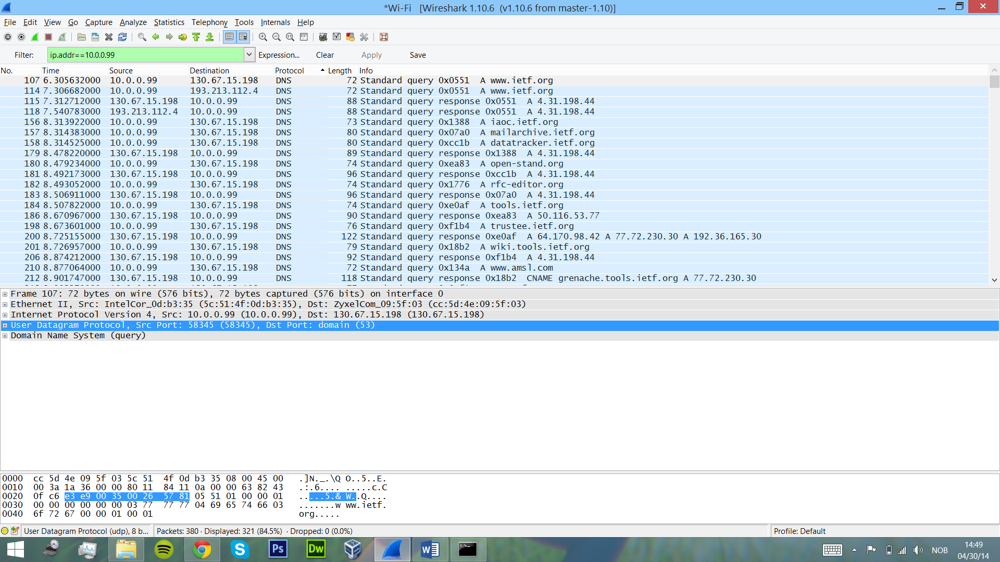 *Wi-Fi [Wireshark 1.10.6 (v1.10.6 from master-1.10)]
File Edit View Go Capture Analyze Statistics Telephony Tools Internals Help
Filter: ip.addr==10.0.0.99 Expression... Clear Apply Save
No. Time Source Destination Protocol Length Info
107 6.305632000 10.0.0.99 130.67.15.198 DNS 72 Standard query 0x0551 A www.ietf.org
114 7.306682000 10.0.0.99 193.213.112.4 DNS 72 Standard query 0x0551 A www.ietf.org
115 7.312712000 130.67.15.198 10.0.0.99 DNS 88 Standard query response 0x0551 A 4.31.198.44
118 7.540783000 193.213.112.4 10.0.0.99 DNS 88 Standard query response 0x0551 A 4.31.198.44
156 8.313922000 10.0.0.99 130.67.15.198 DNS 73 Standard query 0x1388 A iaoc.ietf.org
157 8.314383000 10.0.0.99 130.67.15.198 DNS 80 Standard query 0x07a0 A mailarchive.ietf.org
158 8.314525000 10.0.0.99 130.67.15.198 DNS 80 Standard query 0xcc1b A datatracker.ietf.org
179 8.478220000 130.67.15.198 10.0.0.99 DNS 89 Standard query response 0x1388 A 4.31.198.44
180 8.479234000 10.0.0.99 130.67.15.198 DNS 74 Standard query 0xea83 A open-stand.org
181 8.492173000 130.67.15.198 10.0.0.99 DNS 96 Standard query response 0xcc1b A 4.31.198.44
182 8.493052000 10.0.0.99 130.67.15.198 DNS 74 Standard query 0x1776 A rfc-editor.org
183 8.506911000 130.67.15.198 10.0.0.99 DNS 96 Standard query response 0x07a0 A 4.31.198.44
184 8.507822000 10.0.0.99 130.67.15.198 DNS 74 Standard query 0xe0af A tools.ietf.org
186 8.670967000 130.67.15.198 10.0.0.99 DNS 90 Standard query response 0xea83 A 50.116.53.77
198 8.673601000 10.0.0.99 130.67.15.198 DNS 76 Standard query 0xf1b4 A trustee.ietf.org
200 8.725155000 130.67.15.198 10.0.0.99 DNS 122 Standard query response 0xe0af A 64.170.98.42 A 77.72.230.30 A 192.36.165.30
201 8.726957000 10.0.0.99 130.67.15.198 DNS 79 Standard query 0x18b2 A wiki.tools.ietf.org
206 8.874212000 130.67.15.198 10.0.0.99 DNS 92 Standard query response 0xf1b4 A 4.31.198.44
210 8.877064000 10.0.0.99 130.67.15.198 DNS 72 Standard query 0x134a A www.amsl.com
212 8.901747000 130.67.15.198 10.0.0.99 DNS 118 Standard query response 0x18b2 CNAME grenache.tools.ietf.org A 77.72.230.30
Frame 107: 72 bytes on wire (576 bits), 72 bytes captured (576 bits) on interface 0
Ethernet II, Src: IntelCor_0d:b3:35 (5c:51:4f:0d:b3:35), Dst: ZyxelCom_09:5f:03 (cc:5d:4e:09:5f:03)
Internet Protocol Version 4, Src: 10.0.0.99 (10.0.0.99), Dst: 130.67.15.198 (130.67.15.198)
User Datagram Protocol, Src Port: 58345 (58345), Dst Port: domain (53)
Domain Name System (query)
0000 cc 5d 4e 09 5f 03 5c 51 4f 0d b3 35 08 00 45 00 .]N._.\Q O..5..E.
0010 00 3a 1a 36 00 00 80 11 84 11 0a 00 00 63 82 43 .:.6.... .....c.C
0020 0f c6 e3 e9 00 35 00 26 57 81 05 51 01 00 00 01 .....5.& W..Q....
0030 00 00 00 00 00 00 03 77 77 77 04 69 65 74 66 03 .......w ww.ietf.
0040 6f 72 67 00 00 01 00 01 org.....
User Datagram Protocol (udp), 8 b... Packets: 380 · Displayed: 321 (84.5%) · Dropped: 0 (0.0%) Profile: Default
Ps Dw NOB 14:49
04/30/14